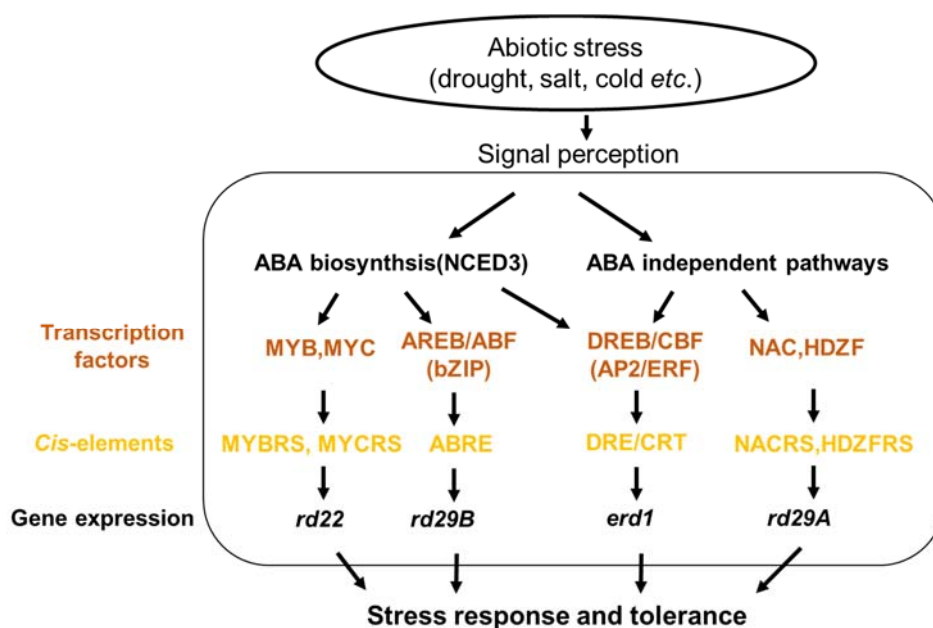 Abiotic stress
(drought, salt, cold etc.)
Signal perception
ABA biosynthsis(NCED3)
ABA independent pathways
Transcription
factors
MYB,MYC
AREB/ABF
(bZIP)
DREB/CBF
(AP2/ERF)
NAC,HDZF
Cis-elements
MYBRS, MYCRS
ABRE
DRE/CRT
NACRS,HDZFRS
Gene expression
rd22
rd29B
erd1
rd29A
Stress response and tolerance